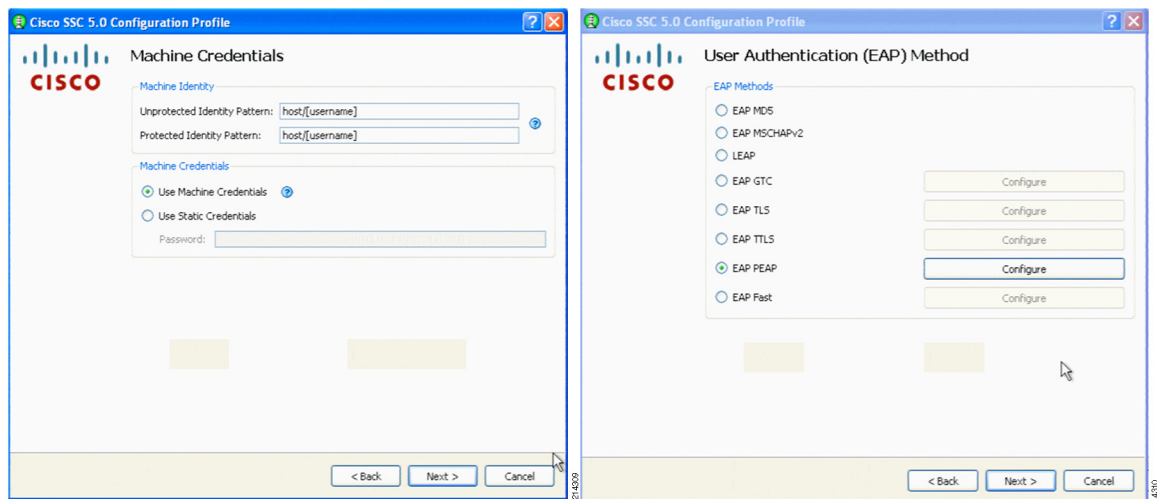 Cisco SSC 5.0 Configuration Profile
CISCO
Machine Credentials
Machine Identity
Unprotected Identity Pattern: host/[username]
Protected Identity Pattern: host/[username]
Machine Credentials
Use Machine Credentials
Use Static Credentials
Password:
< Back Next > Cancel
214309
Cisco SSC 5.0 Configuration Profile
CISCO
User Authentication (EAP) Method
EAP Methods
EAP MD5
EAP MSCHAPv2
LEAP
EAP GTC Configure
EAP TLS Configure
EAP TTLS Configure
EAP PEAP Configure
EAP Fast Configure
< Back Next > Cancel